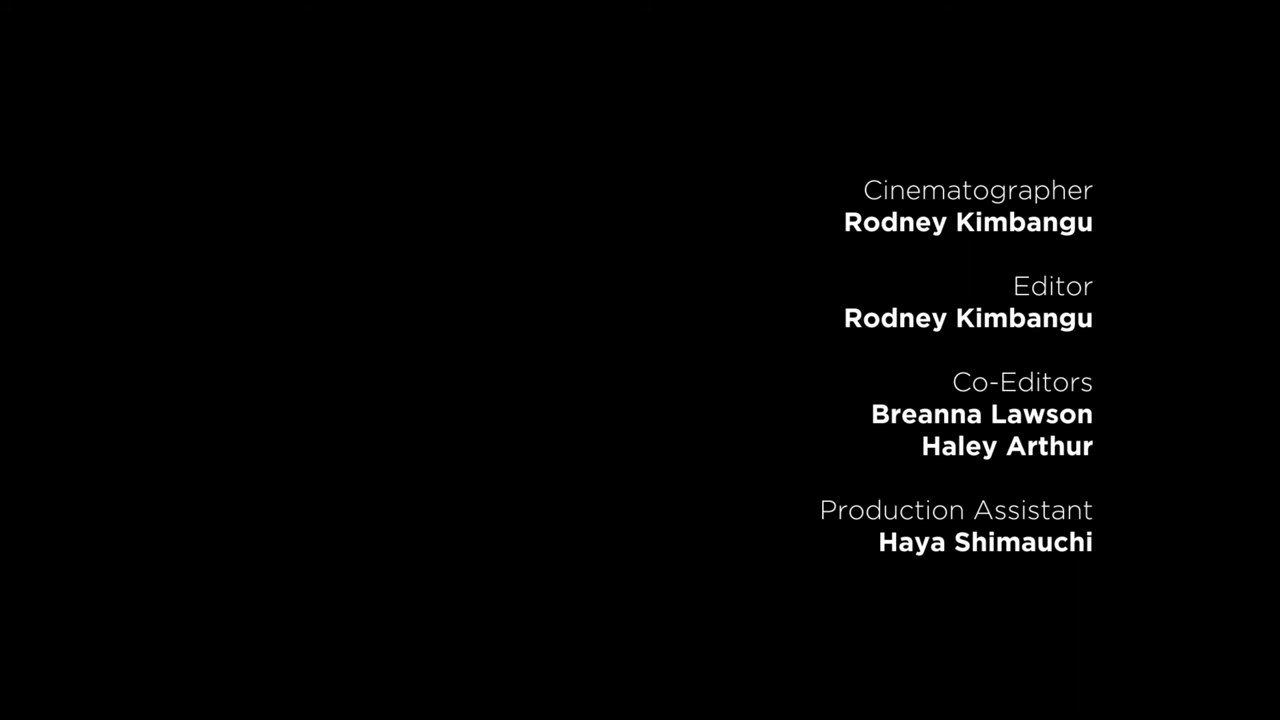 Cinematographer
Rodney Kimbangu
Editor
Rodney Kimbangu
Co-Editors
Breanna Lawson
Haley Arthur
Production Assistant
Haya Shimauchi